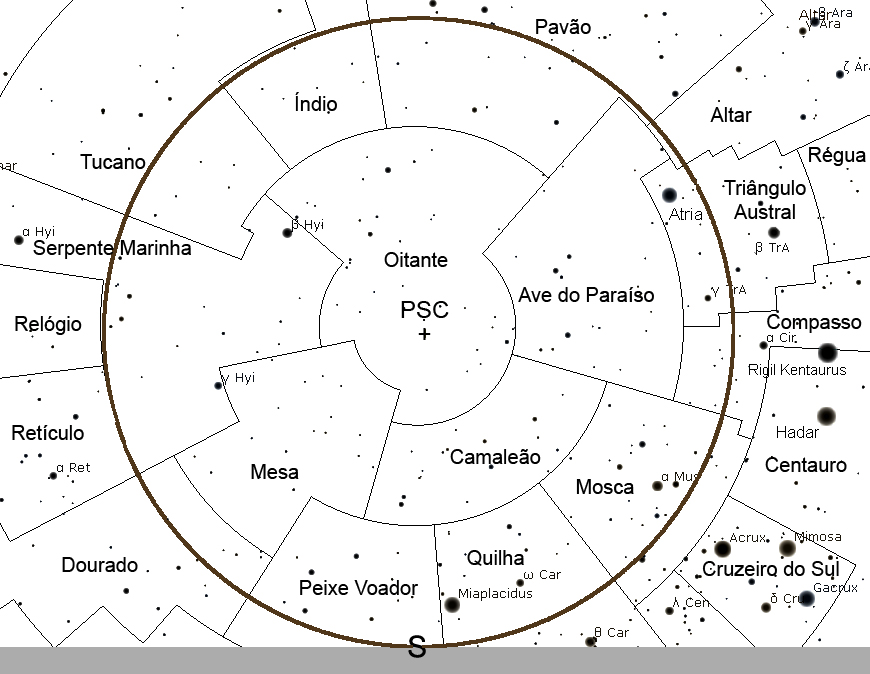 Pavão
β Ara
γ Ara
ζ Ar
Índio
Altar
Tucano
Régua
Triângulo
Austral
Atria
β Hyi
α Hyi
Serpente Marinha
β TrA
Oitante
Ave do Paraíso
γ TrA
PSC
+
Relógio
Compasso
α Cir
Rigil Kentaurus
γ Hyi
Retículo
Hadar
α Ret
Mesa
Camaleão
Centauro
Mosca
α Mus
Acrux
Mimosa
Dourado
Quilha
Cruzeiro do Sul
Peixe Voador
ω Car
Miaplacidus
Gacrux
λ Cen
δ Cru
θ Car
S